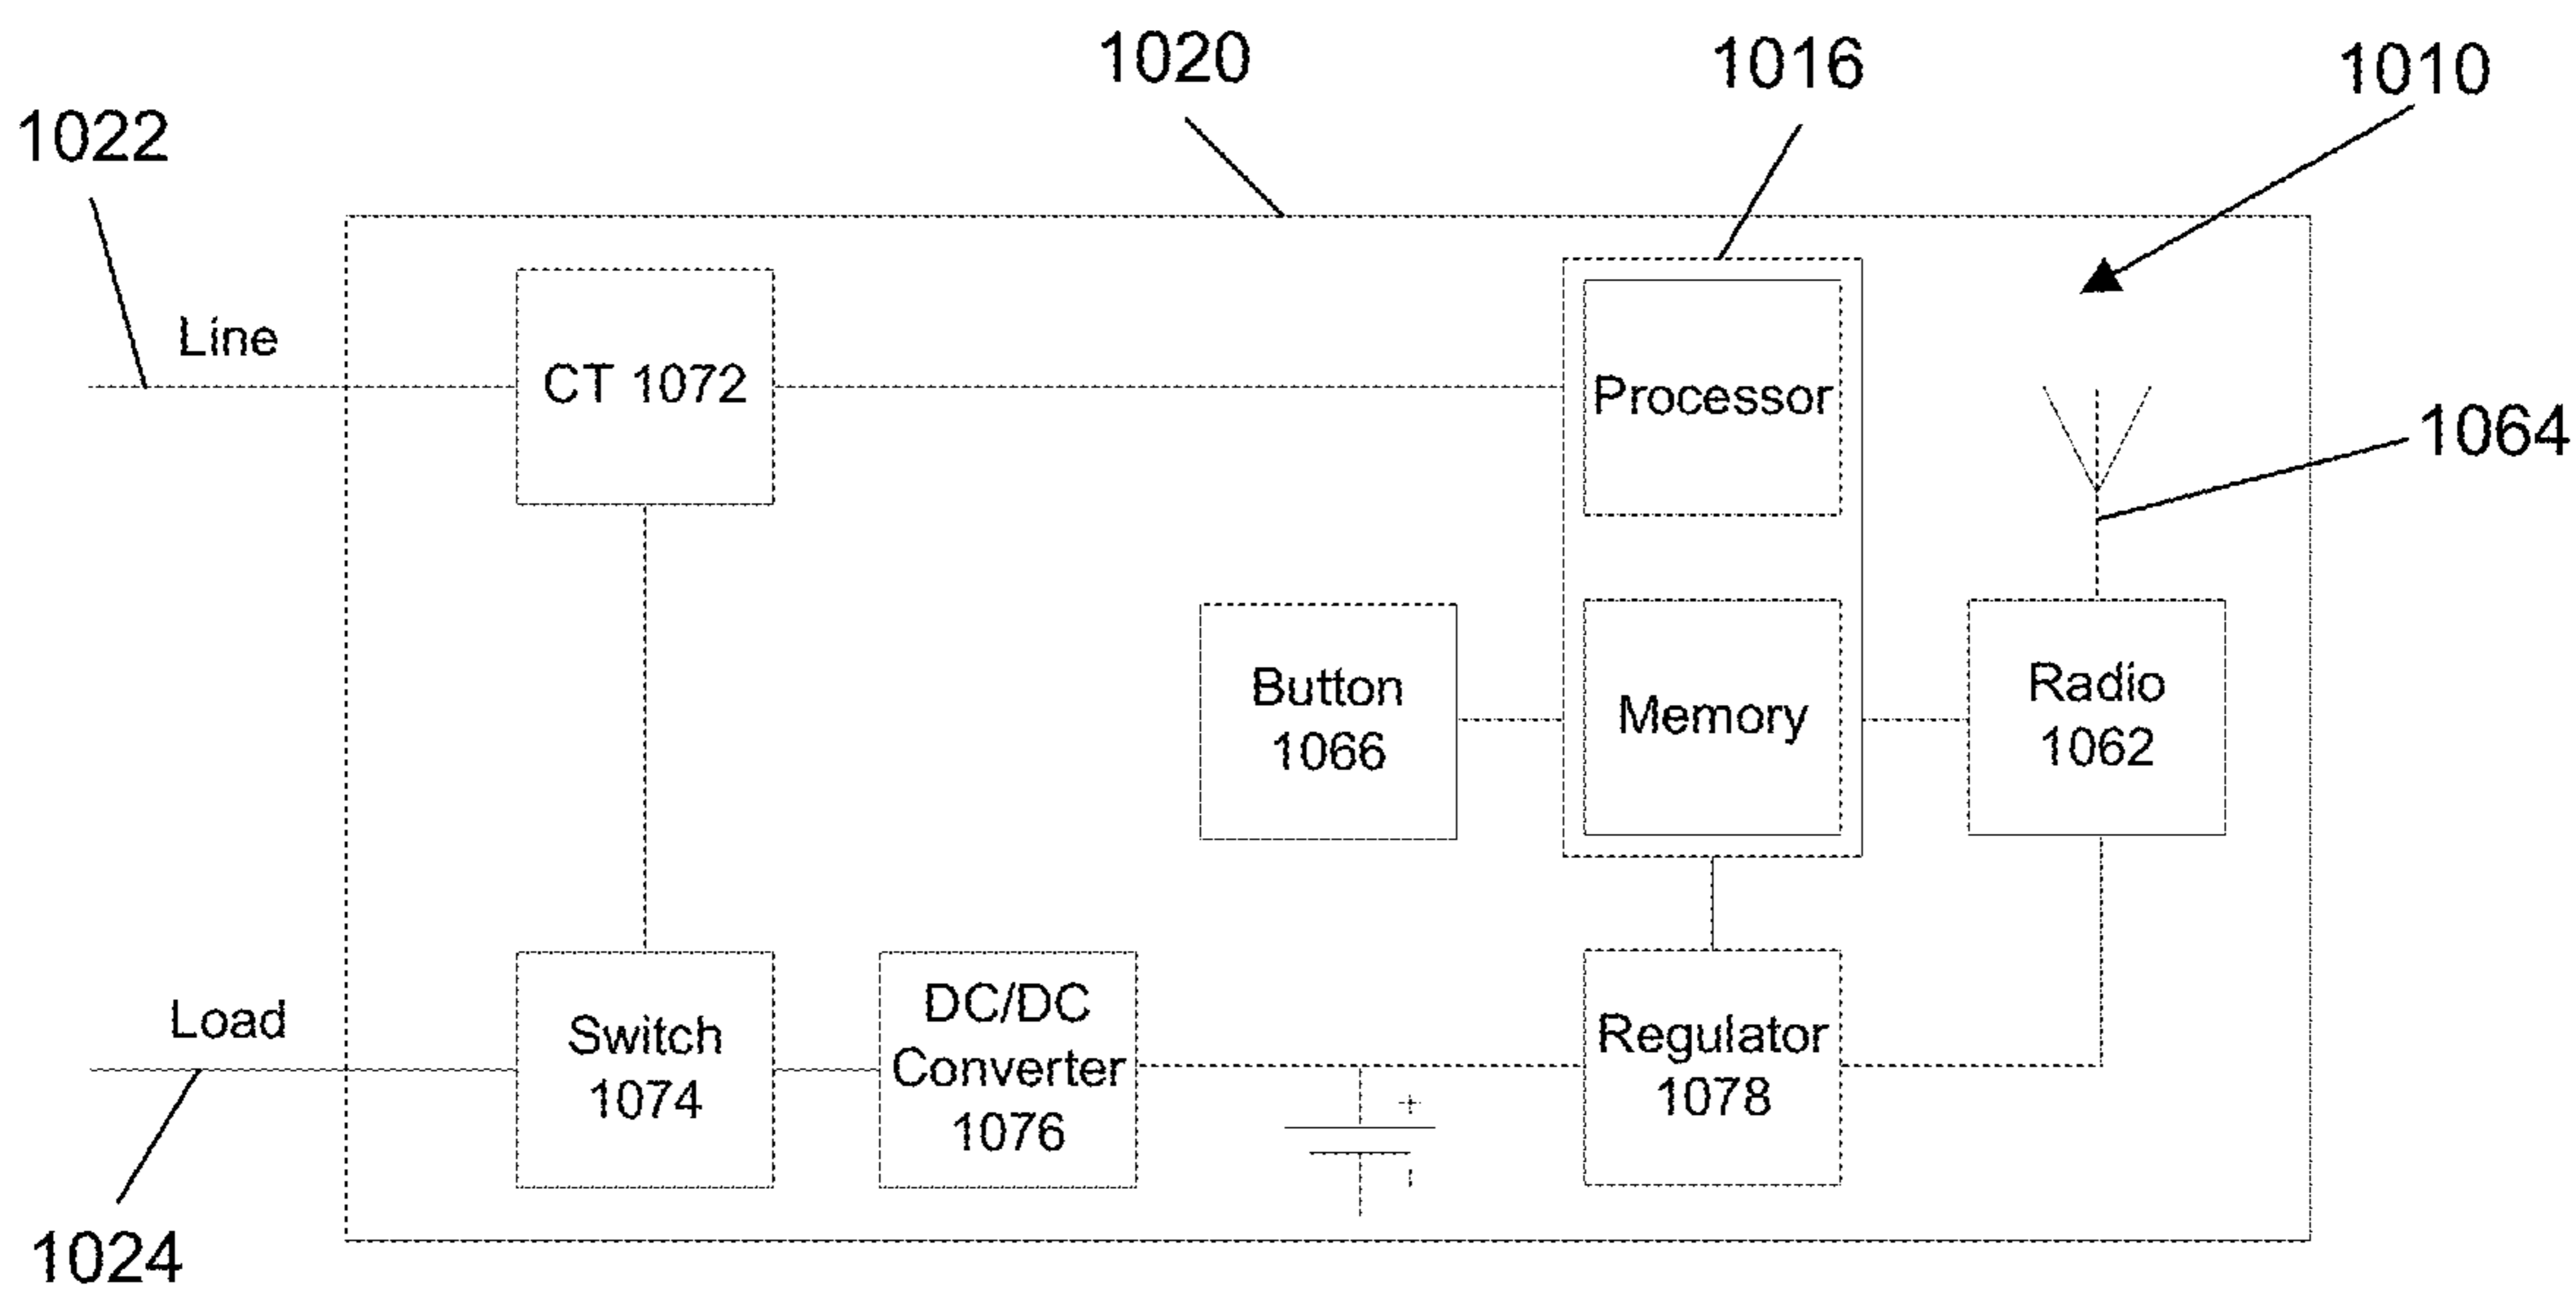 1020
1016
1010
1022
Line
CT 1072
Processor
1064
Button
1066
Memory
Radio
1062
Load
Switch
1074
DC/DC
Converter
1076
+
Regulator
1078
1024